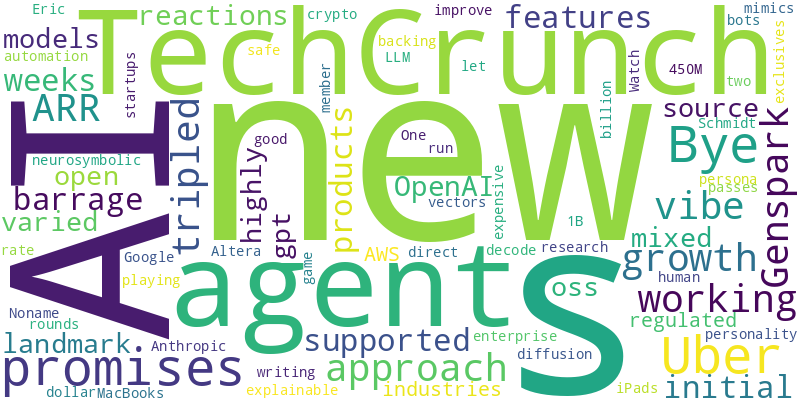 Eric
reactions
crypto
improve
features
mimics
bots
models
automation
TechCrunch
safe
backing
LLM
let
Watch
450M
two
exclusives
weeks
ARR
startups
member
billion
source
Schmidt
AI
new
tripled
highly
good
One
run
Bye
neurosymbolic
open
products
OpenAI
vectors
expensive
persona
passes
barrage
gpt
vibe
Genspark
varied
1B
mixed
rate
Google
Altera
AWS
direct
decode
research
growth
playing
agents
game
s
oss
human
working
Noname
rounds
regulated
landmark
Anthropic
supported
enterprise
personality
diffusion
promises
writing
approach
Uber
dollar
MacBooks
explainable
industries
iPads
initial